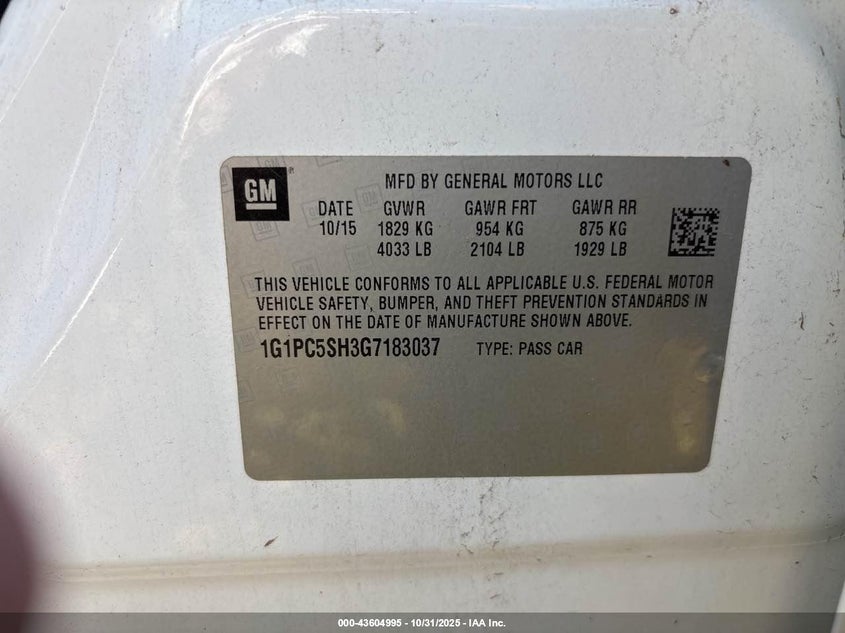 GM ®
MFD BY GENERAL MOTORS LLC
DATE GVWR GAWR FRT GAWR RR
10/15 1829 KG 954 KG 875 KG
4033 LB 2104 LB 1929 LB
THIS VEHICLE CONFORMS TO ALL APPLICABLE U.S. FEDERAL MOTOR
VEHICLE SAFETY, BUMPER, AND THEFT PREVENTION STANDARDS IN
EFFECT ON THE DATE OF MANUFACTURE SHOWN ABOVE.
1G1PC5SH3G7183037 TYPE: PASS CAR
000-43604995 - 10/31/2025 - IAA Inc.